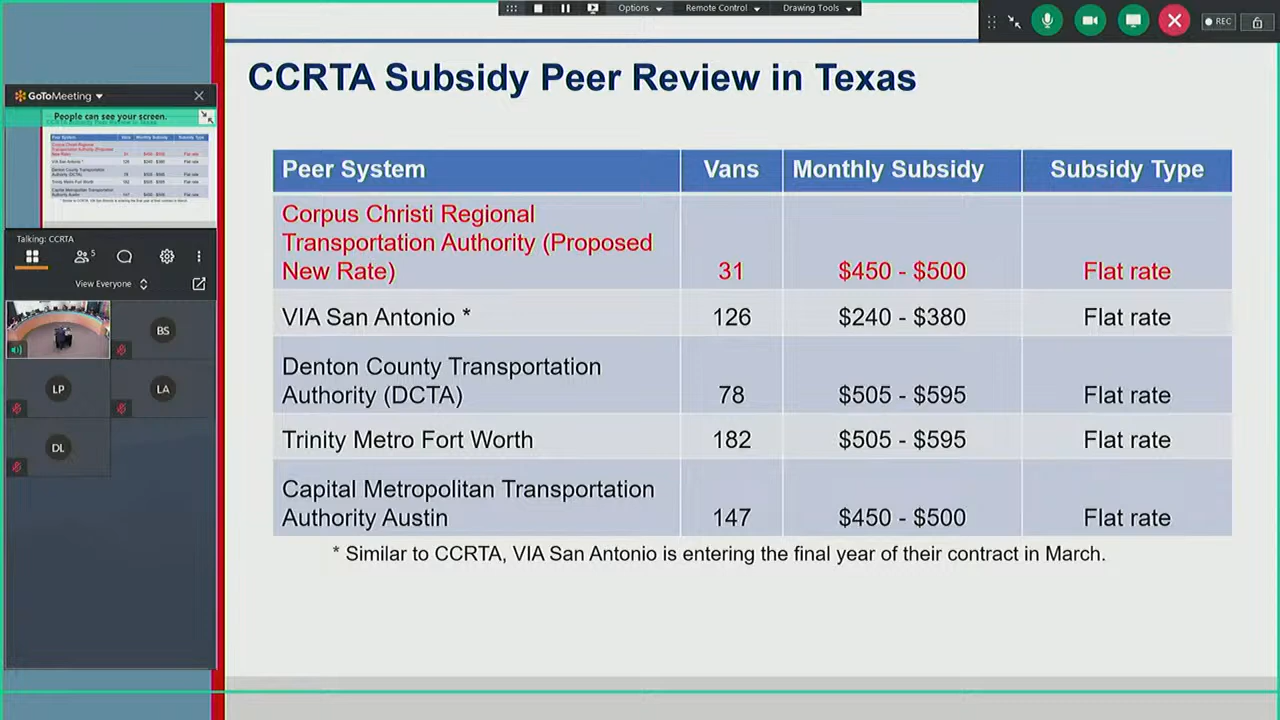 Options
Remote Control
Drawing Tools
REC
CCRTA Subsidy Peer Review in Texas
GoToMeeting
People can see your screen.
Talking: CCRTA
5
View Everyone
BS
LP
LA
DL
Peer System Vans Monthly Subsidy Subsidy Type
Corpus Christi Regional
Transportation Authority (Proposed
New Rate) 31 $450 - $500 Flat rate
VIA San Antonio * 126 $240 - $380 Flat rate
Denton County Transportation
Authority (DCTA) 78 $505 - $595 Flat rate
Trinity Metro Fort Worth 182 $505 - $595 Flat rate
Capital Metropolitan Transportation
Authority Austin 147 $450 - $500 Flat rate
* Similar to CCRTA, VIA San Antonio is entering the final year of their contract in March.